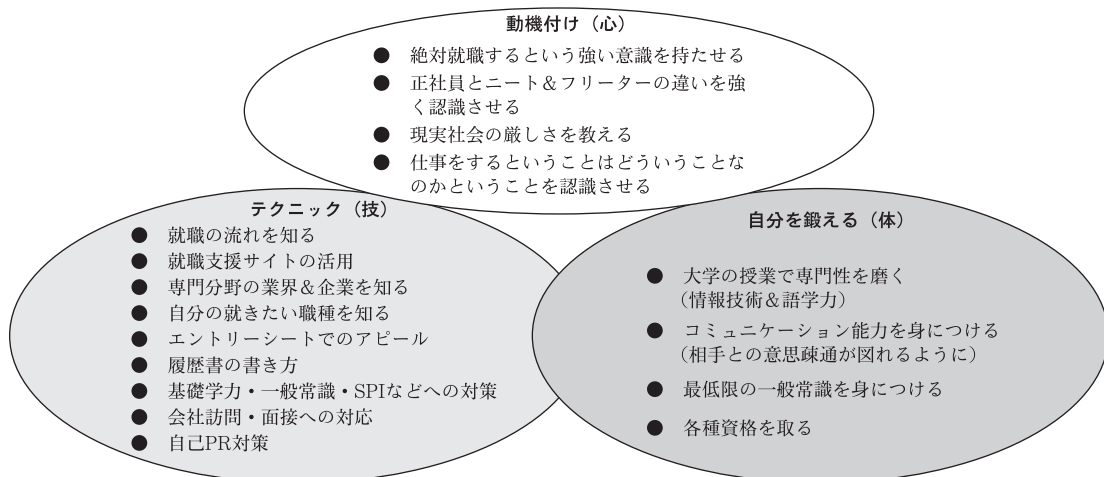 動機付け（心）
● 絶対就職するという強い意識を持たせる
● 正社員とニート＆フリーターの違いを強
く認識させる
● 現実社会の厳しさを教える
● 仕事をするということはどういうことな
のかということを認識させる
テクニック（技）
● 就職の流れを知る
● 就職支援サイトの活用
● 専門分野の業界＆企業を知る
● 自分の就きたい職種を知る
● エントリーシートでのアピール
● 履歴書の書き方
● 基礎学力・一般常識・SPIなどへの対策
● 会社訪問・面接への対応
● 自己PR対策
自分を鍛える（体）
● 大学の授業で専門性を磨く
（情報技術＆語学力）
● コミュニケーション能力を身につける
（相手との意思疎通が図れるように）
● 最低限の一般常識を身につける
● 各種資格を取る